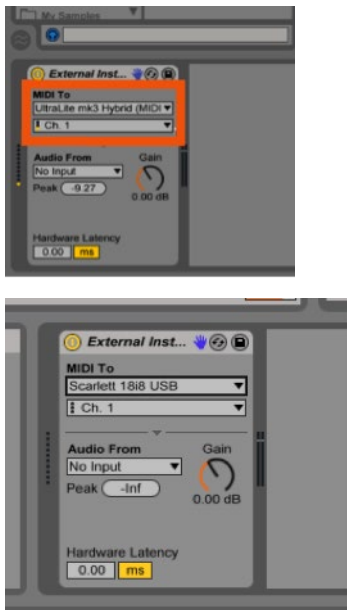 My Samples
External Inst...
MIDI To
UltraLite mk3 Hybrid (MIDI
Ch. 1
Audio From
Gain
No Input
Peak
-9.27
0.00 dB
Hardware Latency
0.00
ms
External Inst...
MIDI To
Scarlett 18i8 USB
Ch. 1
Audio From
Gain
No Input
Peak
-Inf
0.00 dB
Hardware Latency
0.00
ms